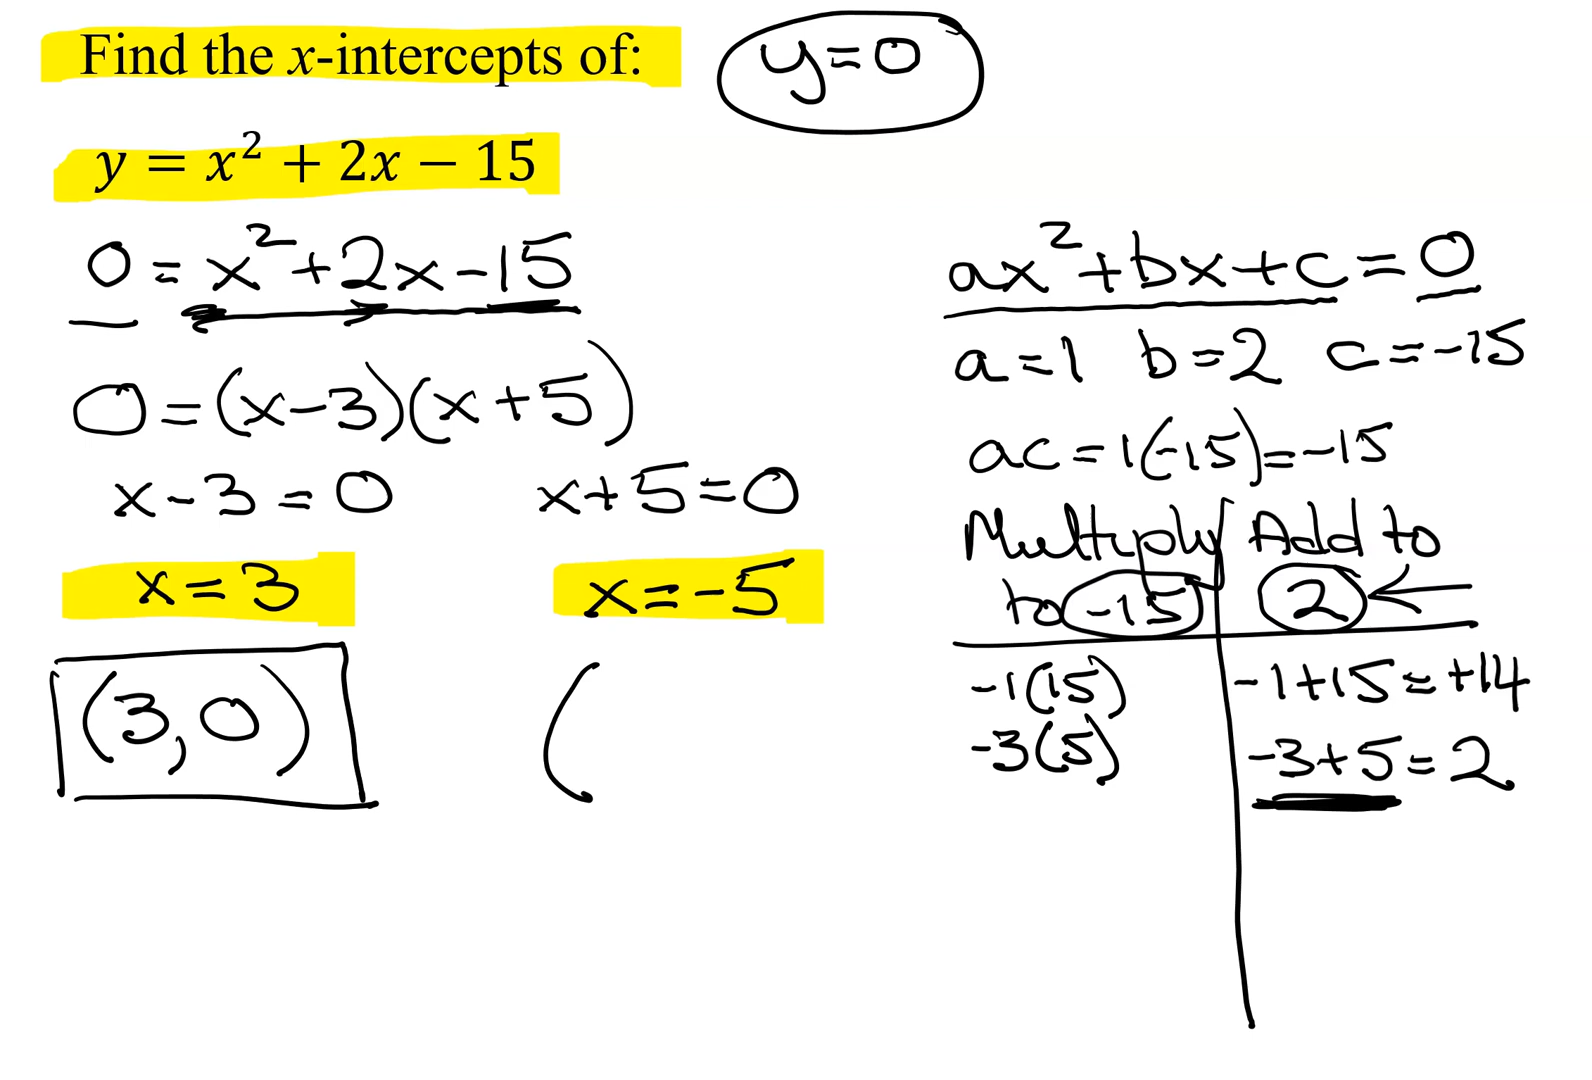 Find the x-intercepts of:
y=0
y = x² + 2x − 15
0 = x²+2x-15
0=(x-3)(x+5)
x-3=0 x+5=0
x=3 x=-5
(3,0) (
ax²+bx+c=0
a=1 b=2 c=-15
ac=1(-15)=-15
Multiply Add to
to -15 2
-1(15) -1+15=+14
-3(5) -3+5=2